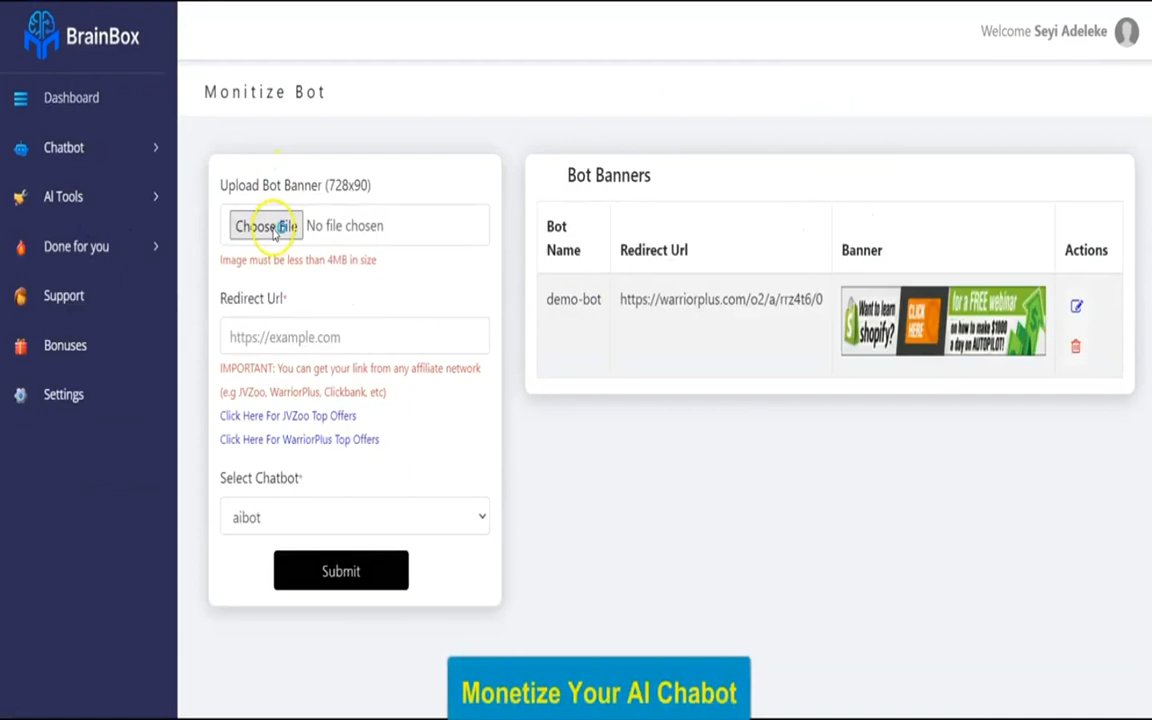 BrainBox
Welcome Seyi Adeleke
Dashboard
Chatbot
AI Tools
Done for you
Support
Bonuses
Settings
Monitize Bot
Upload Bot Banner (728x90)
Choose File No file chosen
Image must be less than 4MB in size
Redirect Url*
https://example.com
IMPORTANT: You can get your link from any affiliate network
(e.g JVZoo, WarriorPlus, Clickbank, etc)
Click Here For JVZoo Top Offers
Click Here For WarriorPlus Top Offers
Select Chatbot*
aibot
Submit
Bot Banners
Bot Name
Redirect Url
Banner
Actions
demo-bot
https://warriorplus.com/o2/a/rrz4t6/0
Want to learn
shopify?
CLICK
HERE
for a FREE webinar
on how to make $1000
a day on AUTOPILOT!
Monetize Your AI Chabot